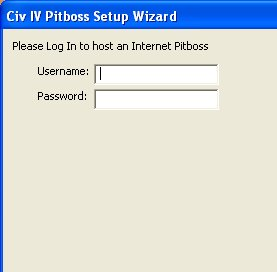 Civ IV Pitboss Setup Wizard
Please Log In to host an Internet Pitboss
Username:
Password: